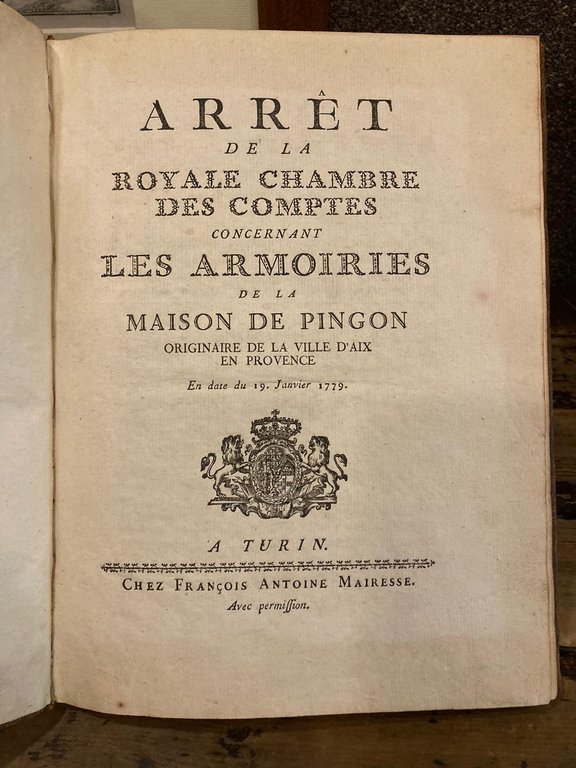 ARRÊT
DE LA
ROYALE CHAMBRE
DES COMPTES
CONCERNANT
LES ARMOIRIES
DE LA
MAISON DE PINGON
ORIGINAIRE DE LA VILLE D'AIX
EN PROVENCE
En date du 19. Janvier 1779.
A TURIN.
CHEZ FRANÇOIS ANTOINE MAIRESSE.
Avec permiſſion.